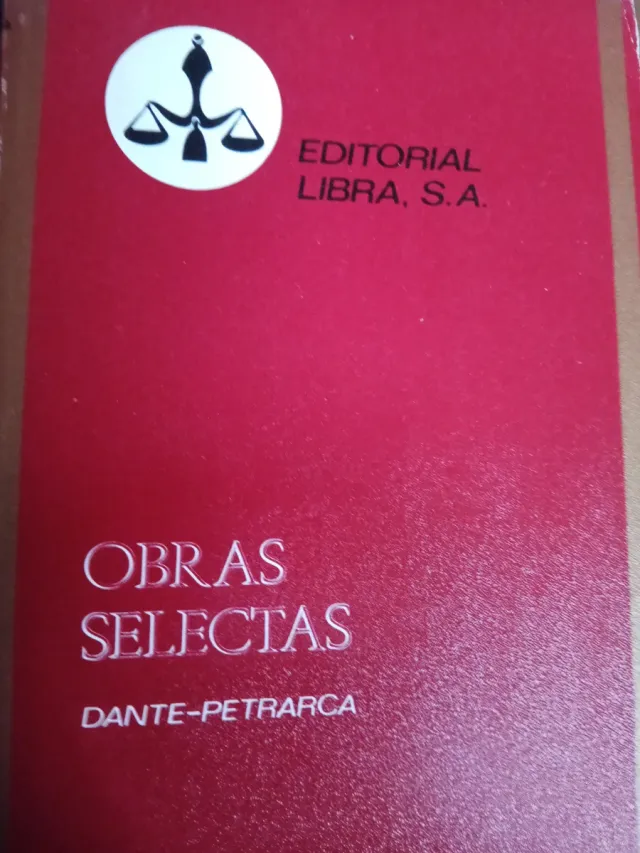 EDITORIAL
LIBRA, S.A.
OBRAS
SELECTAS
DANTE-PETRARCA